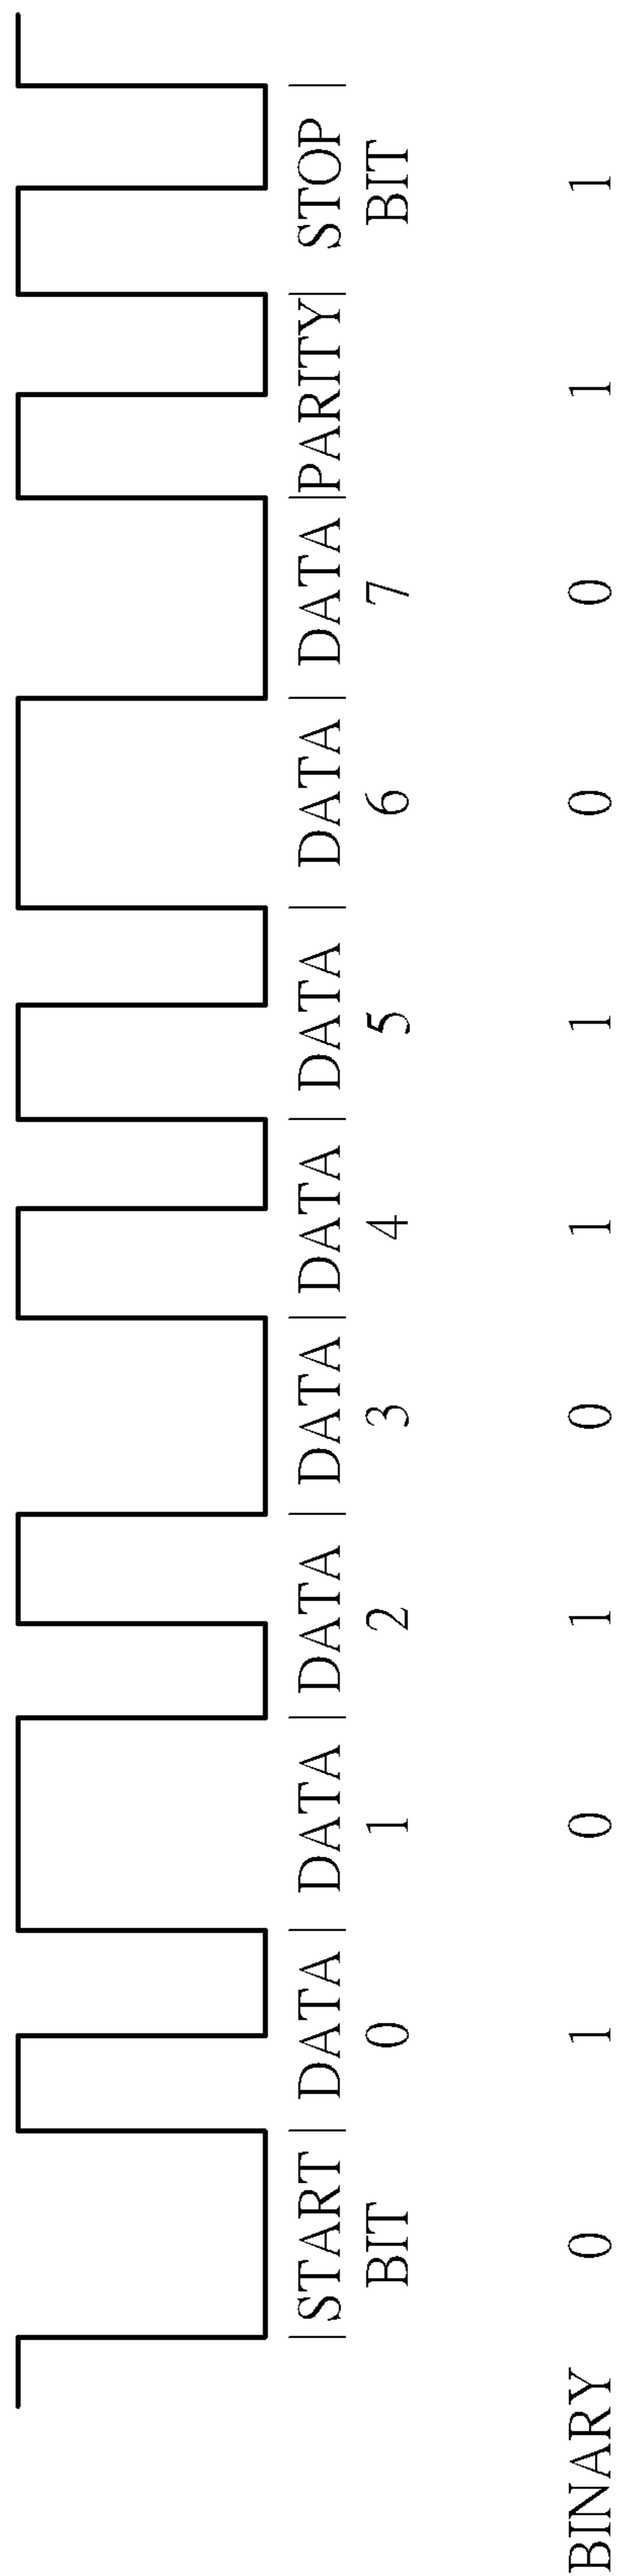 |START| DATA | DATA | DATA | DATA | DATA | DATA | DATA | DATA |PARITY| STOP |
BIT 0 1 2 3 4 5 6 7 BIT
BINARY 0 1 0 1 0 1 1 0 0 1 1